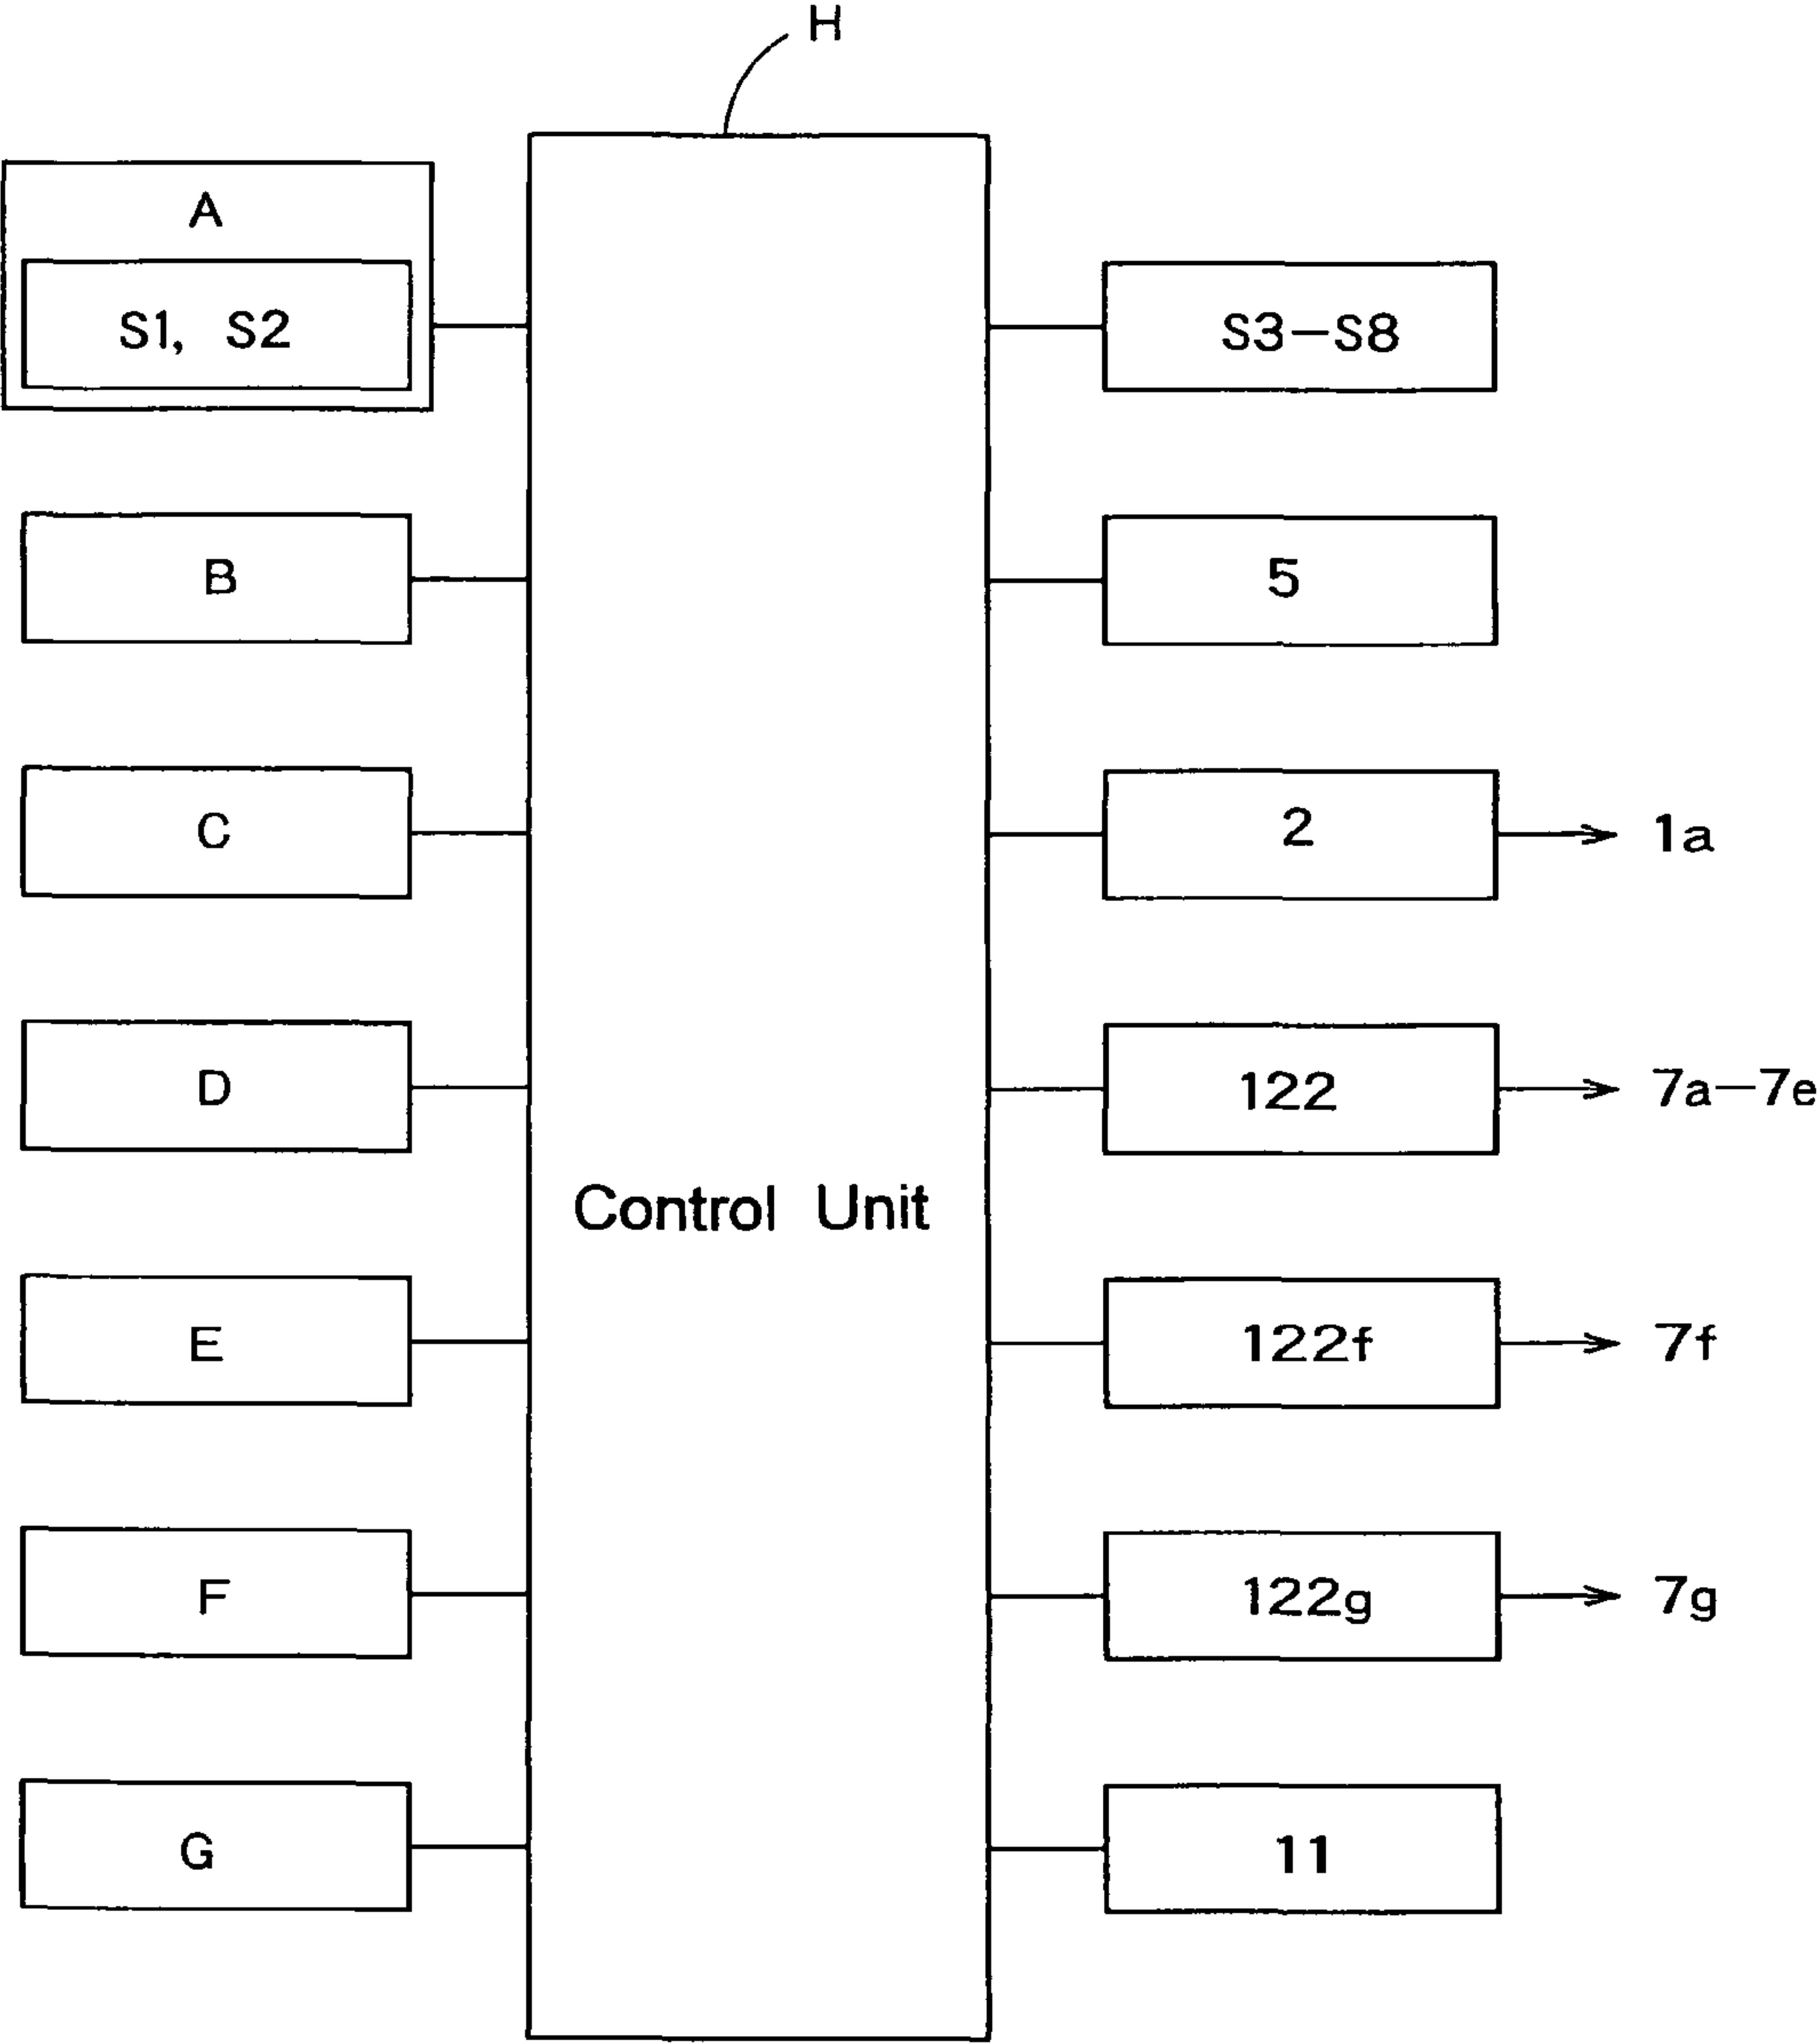 H
A
S1, S2
S3-S8
B
5
C
2
1a
D
122
7a-7e
Control Unit
E
122f
7f
F
122g
7g
G
11